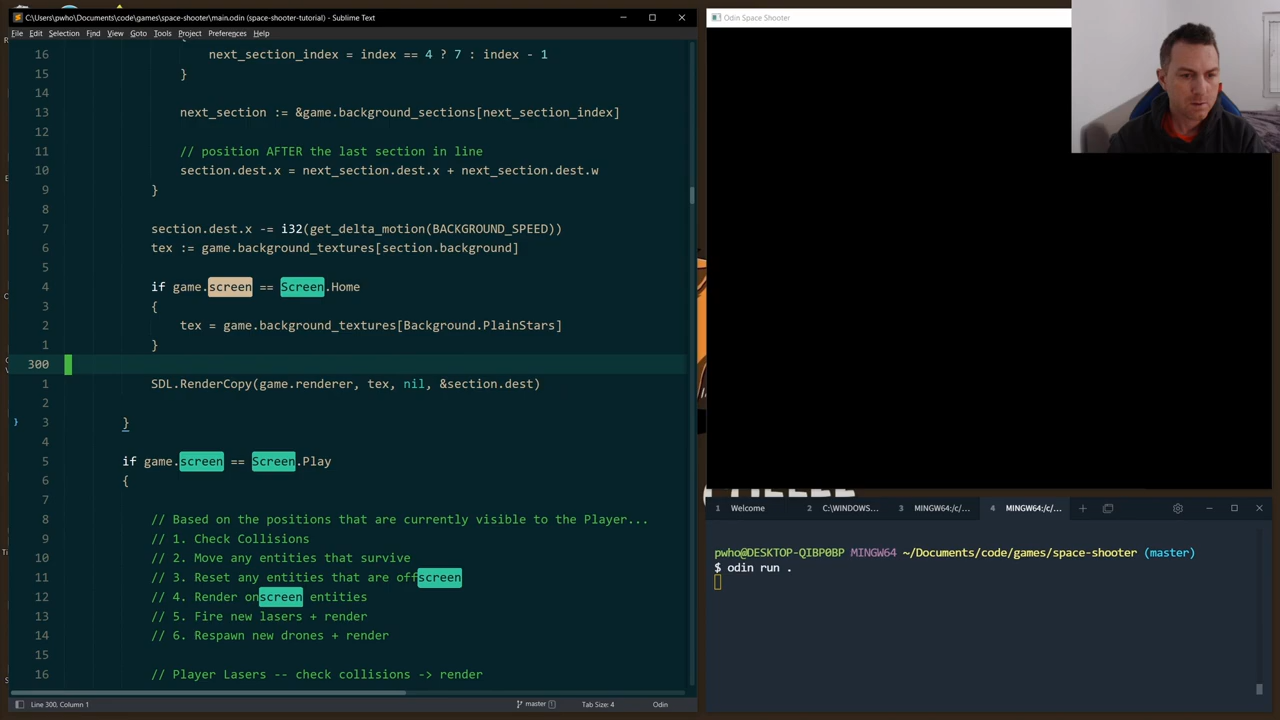 C:\Users\pwho\Documents\code\games\space-shooter\main.odin (space-shooter-tutorial) - Sublime Text
File Edit Selection Find View Goto Tools Project Preferences Help
16 next_section_index = index == 4 ? 7 : index - 1
15 }
14
13 next_section := &game.background_sections[next_section_index]
12
11 // position AFTER the last section in line
10 section.dest.x = next_section.dest.x + next_section.dest.w
9 }
8
7 section.dest.x -= i32(get_delta_motion(BACKGROUND_SPEED))
6 tex := game.background_textures[section.background]
5
4 if game.screen == Screen.Home
3 {
2 tex = game.background_textures[Background.PlainStars]
1 }
300
1 SDL.RenderCopy(game.renderer, tex, nil, &section.dest)
2
3 }
4
5 if game.screen == Screen.Play
6 {
7
8 // Based on the positions that are currently visible to the Player...
9 // 1. Check Collisions
10 // 2. Move any entities that survive
11 // 3. Reset any entities that are offscreen
12 // 4. Render onscreen entities
13 // 5. Fire new lasers + render
14 // 6. Respawn new drones + render
15
16 // Player Lasers -- check collisions -> render
Line 300, Column 1 master 1 Tab Size: 4 Odin
Odin Space Shooter
1 Welcome 2 C:\WINDOWS... 3 MINGW64:/c/... 4 MINGW64:/c/...
pwho@DESKTOP-QIBP0BP MINGW64 ~/Documents/code/games/space-shooter (master)
$ odin run .